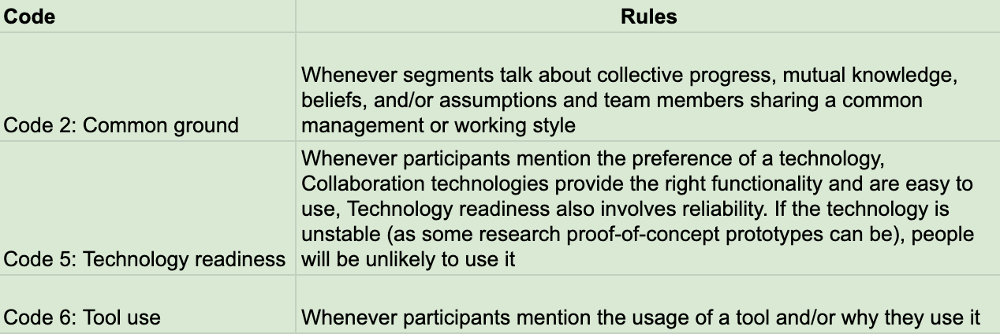 Code
Rules
Code 2: Common ground
Whenever segments talk about collective progress, mutual knowledge,
beliefs, and/or assumptions and team members sharing a common
management or working style
Code 5: Technology readiness
Whenever participants mention the preference of a technology,
Collaboration technologies provide the right functionality and are easy to
use, Technology readiness also involves reliability. If the technology is
unstable (as some research proof-of-concept prototypes can be), people
will be unlikely to use it
Code 6: Tool use
Whenever participants mention the usage of a tool and/or why they use it